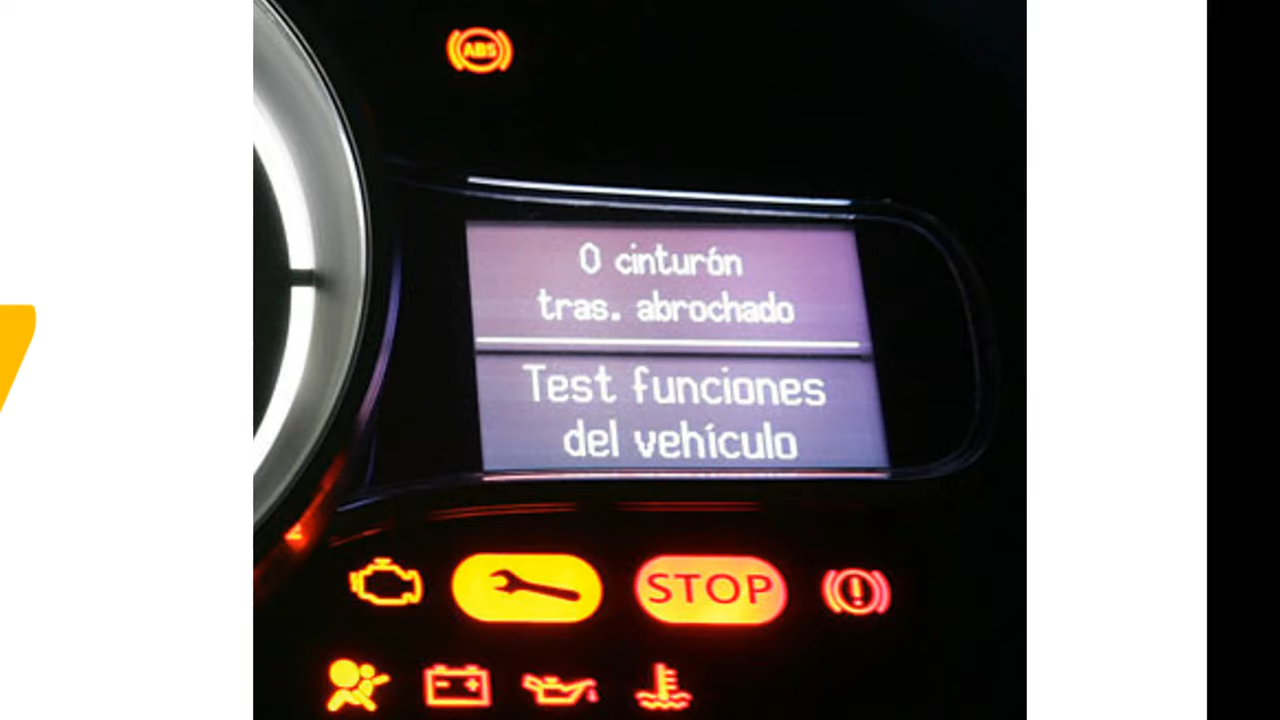 ABS
0 cinturón
tras. abrochado
Test funciones
del vehículo
STOP